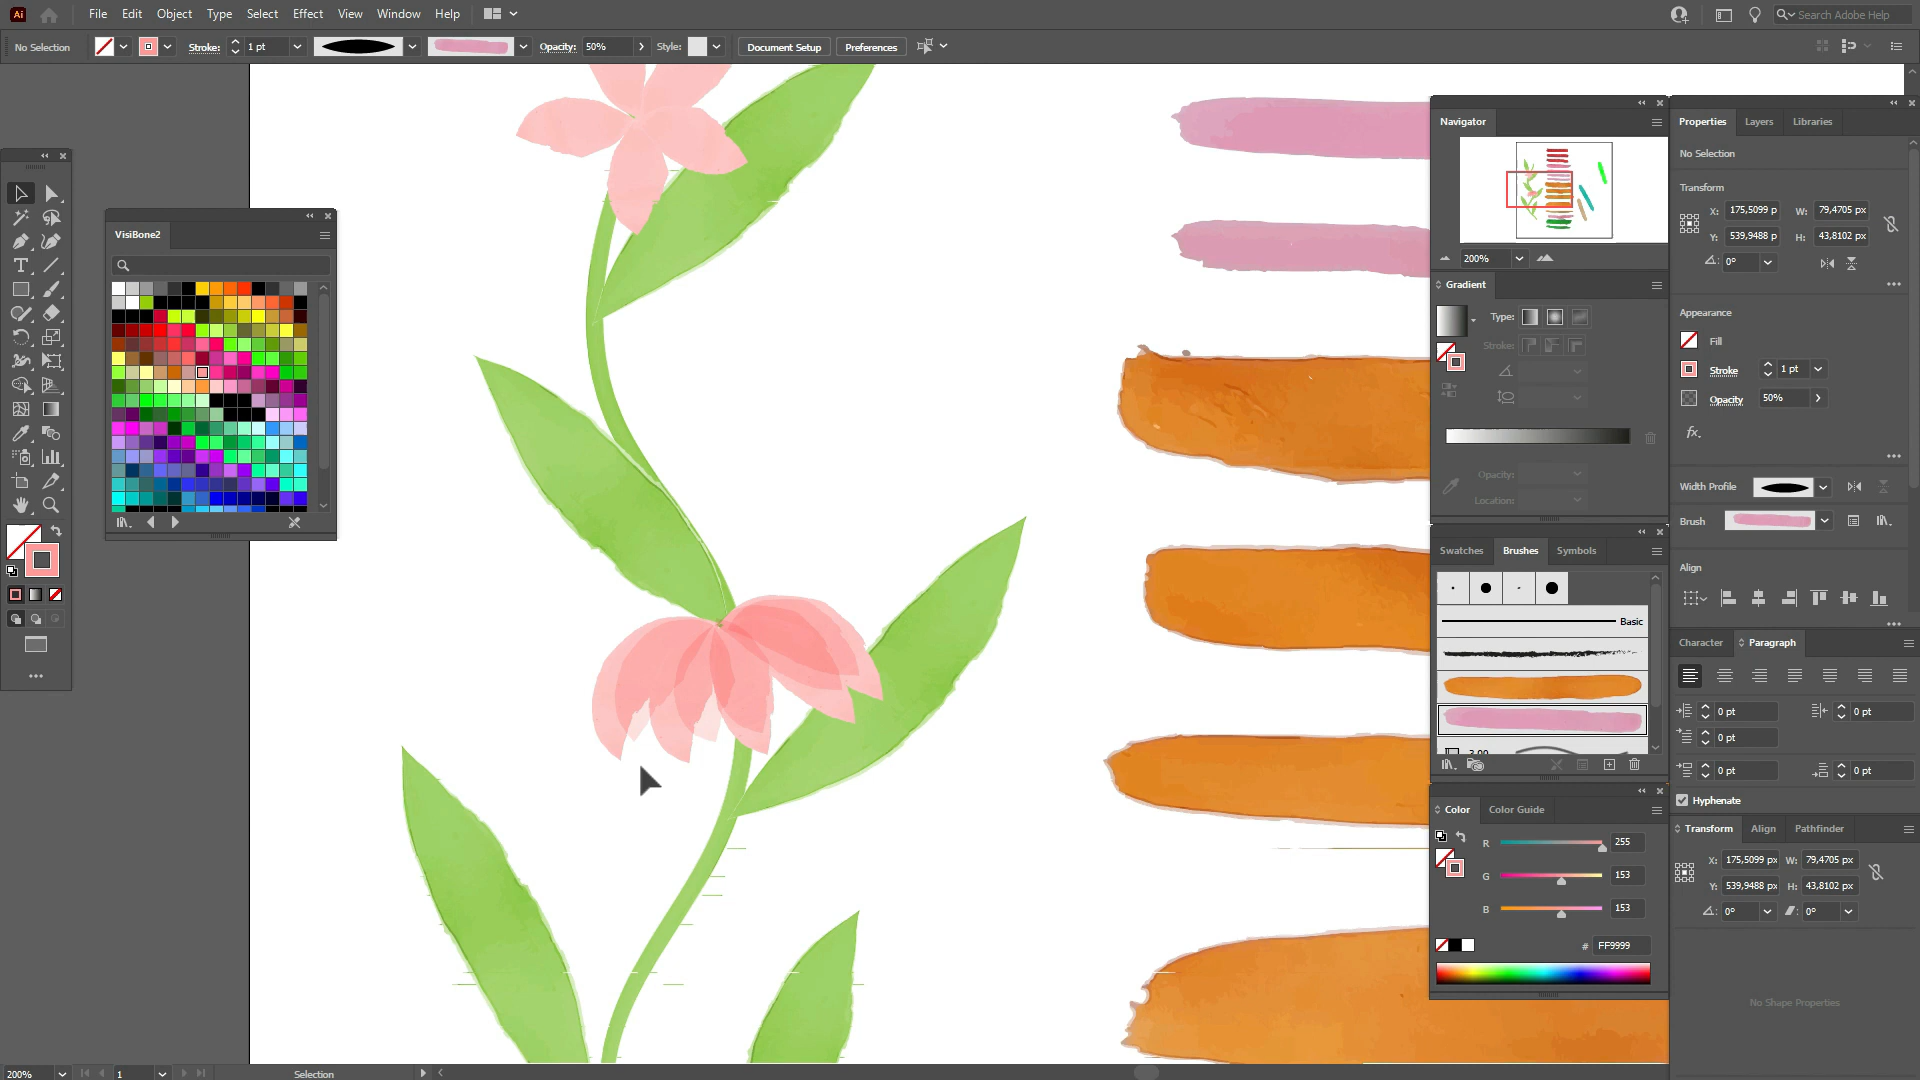 Ai File Edit Object Type Select Effect View Window Help Search Adobe Help
No Selection Stroke: 1 pt Opacity: 50% Style: Document Setup Preferences
Navigator
Properties Layers Libraries
No Selection
Transform
X: 175,5099 p W: 79,4705 px
Y: 539,9488 p H: 43,8102 px
0°
VisiBone2
200%
Gradient
Type:
Stroke:
Opacity:
Location:
Appearance
Fill
Stroke 1 pt
Opacity 50%
fx.
Width Profile
Brush
Align
Swatches Brushes Symbols
Basic
3.00
Character Paragraph
0 pt 0 pt
0 pt
0 pt 0 pt
Hyphenate
Color Color Guide
R 255
G 153
B 153
# FF9999
Transform Align Pathfinder
X: 175,5099 px W: 79,4705 px
Y: 539,9488 px H: 43,8102 px
0° 0°
No Shape Properties
200% 1 Selection